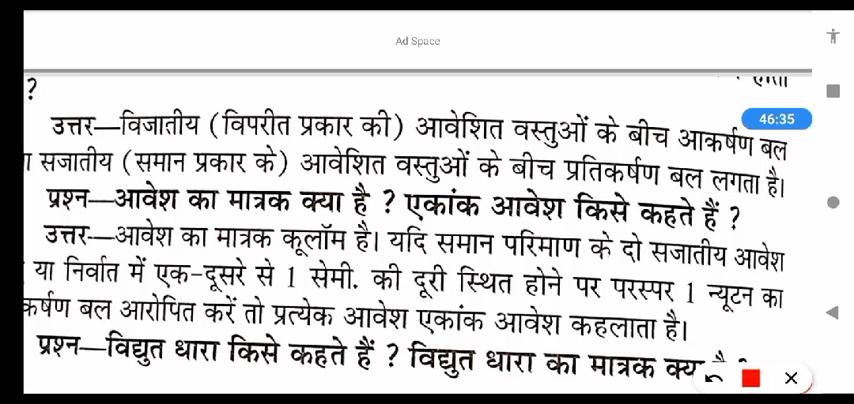 Ad Space
?
46:35
उत्तर—विजातीय (विपरीत प्रकार की) आवेशित वस्तुओं के बीच आकर्षण बल
सजातीय (समान प्रकार के) आवेशित वस्तुओं के बीच प्रतिकर्षण बल लगता है।
प्रश्न—आवेश का मात्रक क्या है ? एकांक आवेश किसे कहते हैं ?
उत्तर—आवेश का मात्रक कूलॉम है। यदि समान परिमाण के दो सजातीय आवेश
या निर्वात में एक-दूसरे से 1 सेमी. की दूरी स्थित होने पर परस्पर 1 न्यूटन का
कर्षण बल आरोपित करें तो प्रत्येक आवेश एकांक आवेश कहलाता है।
प्रश्न—विद्युत धारा किसे कहते हैं ? विद्युत धारा का मात्रक